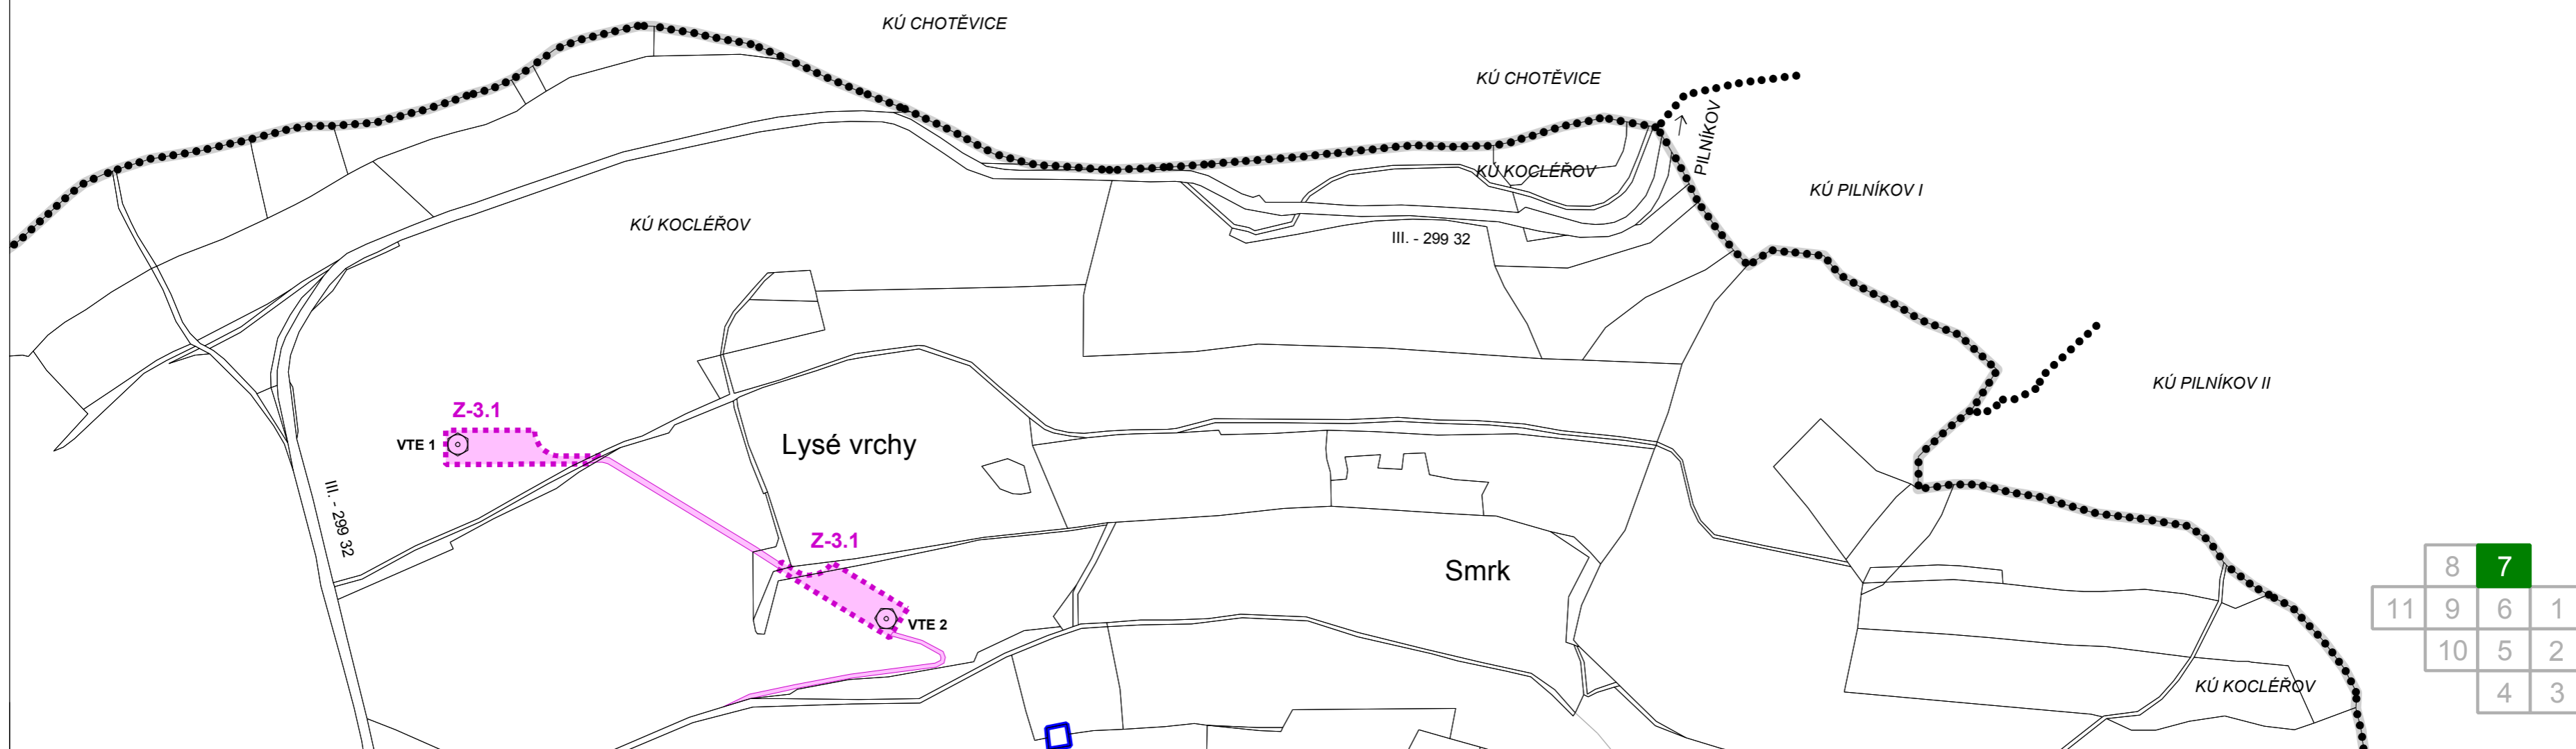 KÚ CHOTĚVICE
KÚ CHOTĚVICE
PILNÍKOV
KÚ KOCLÉŘOV
KÚ PILNÍKOV I
KÚ KOCLÉŘOV
III. - 299 32
KÚ PILNÍKOV II
Z-3.1
VTE 1
Lysé vrchy
III. - 299 32
Z-3.1
Smrk
VTE 2
8 7
11 9 6 1
10 5 2
KÚ KOCLÉŘOV
4 3